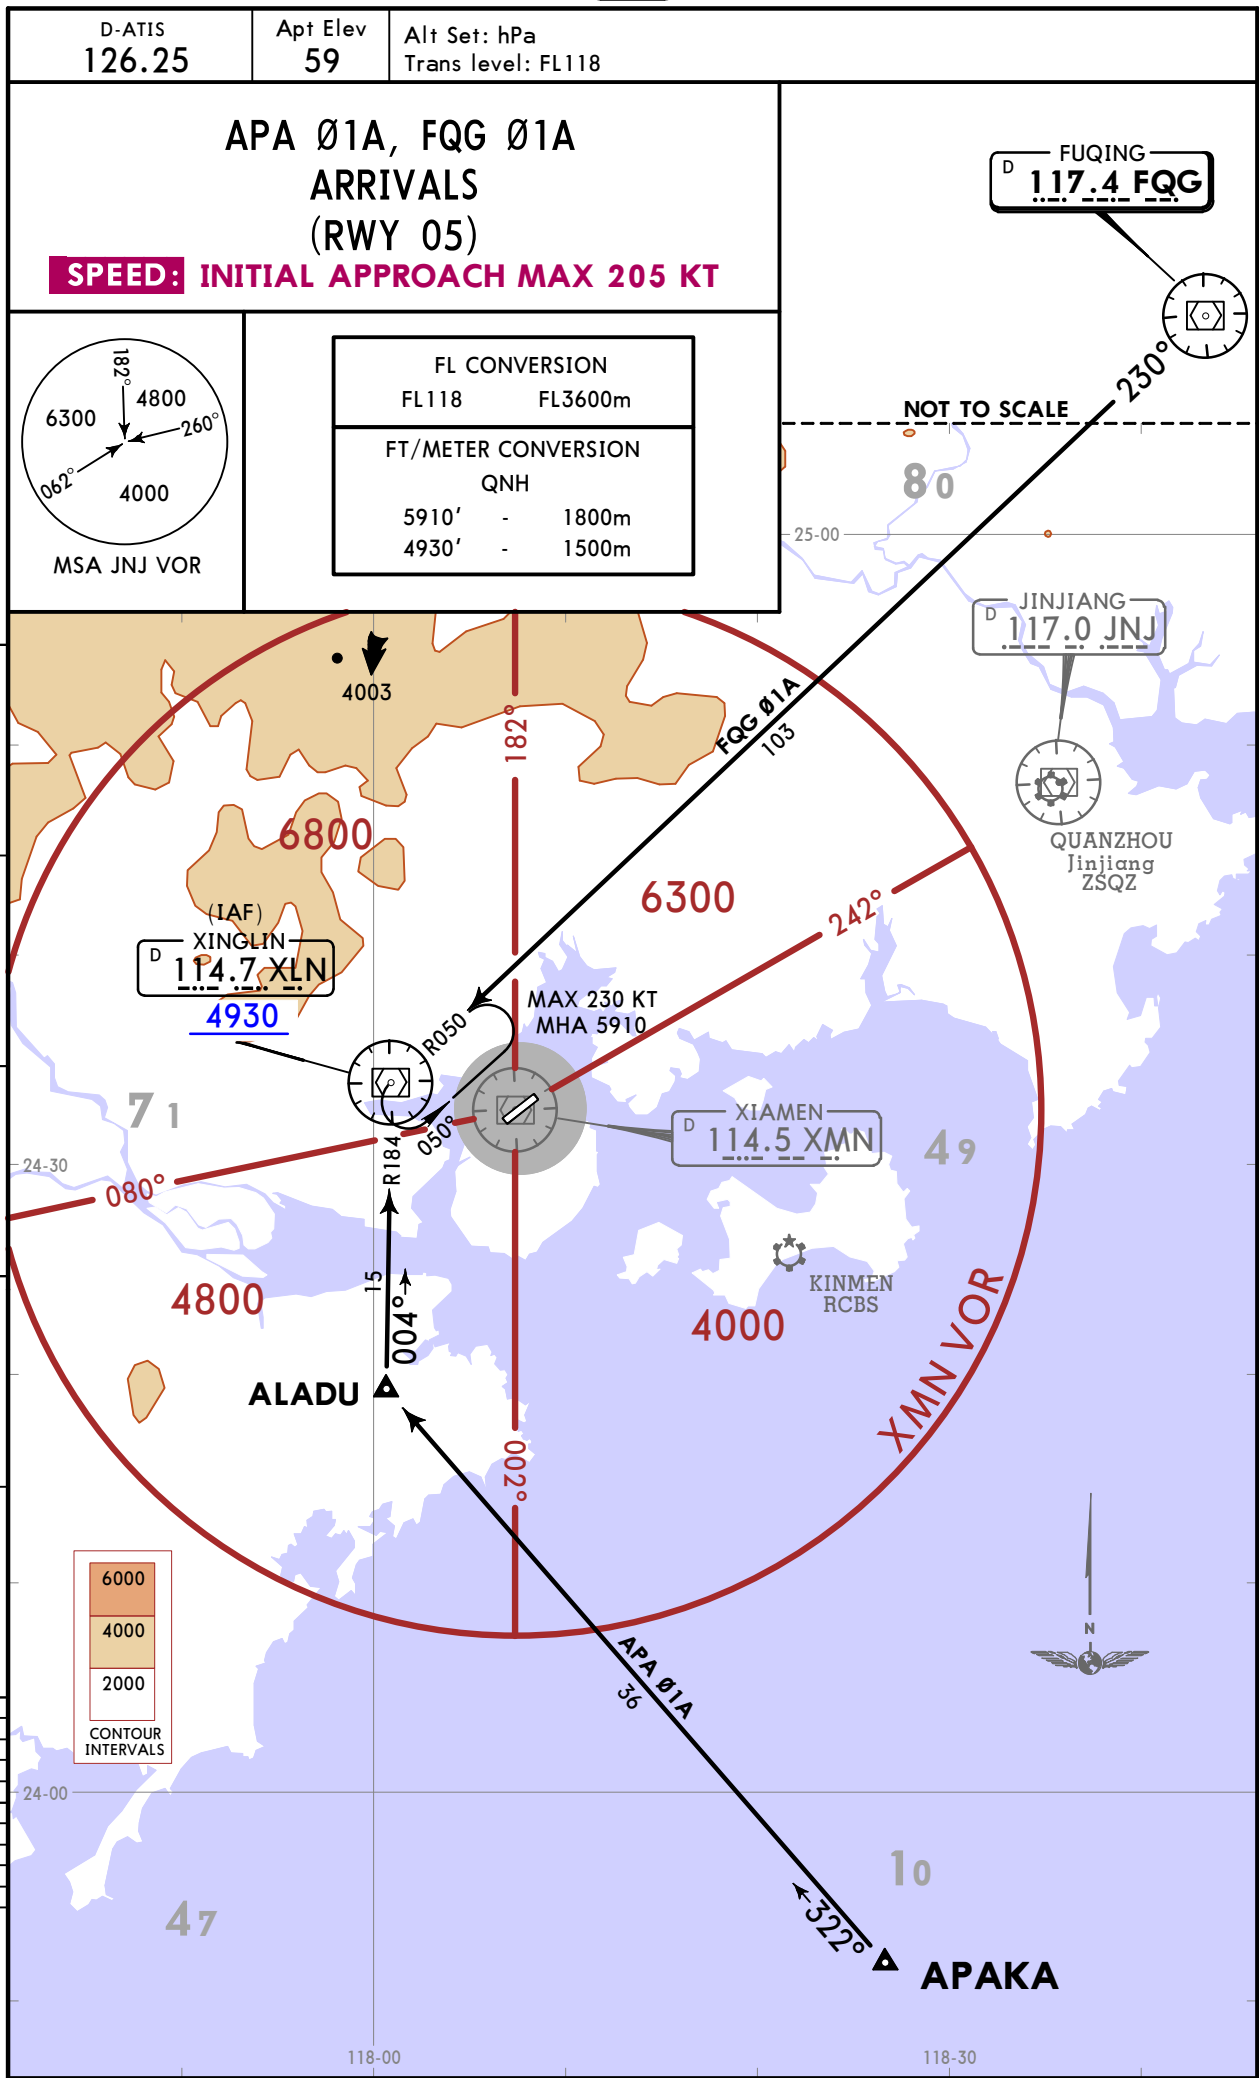 D-ATIS
126.25
Apt Elev
59
Alt Set: hPa
Trans level: FL118
APA Ø1A, FQG Ø1A
ARRIVALS
(RWY 05)
SPEED: INITIAL APPROACH MAX 205 KT
182°
6300
4800
260°
062°
4000
MSA JNJ VOR
FL CONVERSION
FL118 FL3600m
FT/METER CONVERSION
QNH
5910' - 1800m
4930' - 1500m
FUQING
D 117.4 FQG
230°
NOT TO SCALE
80
25-00
JINJIANG
D 117.0 JNJ
4003
182°
FQG Ø1A
103
QUANZHOU
Jinjiang
ZSQZ
6800
6300
242°
(IAF)
XINGLIN
D 114.7 XLN
4930
MAX 230 KT
MHA 5910
R050
71
XIAMEN
D 114.5 XMN
49
050°
R184
24-30
080°
15
004°
4800
KINMEN
RCBS
4000
XMN VOR
ALADU
002°
6000
4000
2000
CONTOUR
INTERVALS
N
APA Ø1A
36
24-00
10
47
322°
APAKA
118-00
118-30